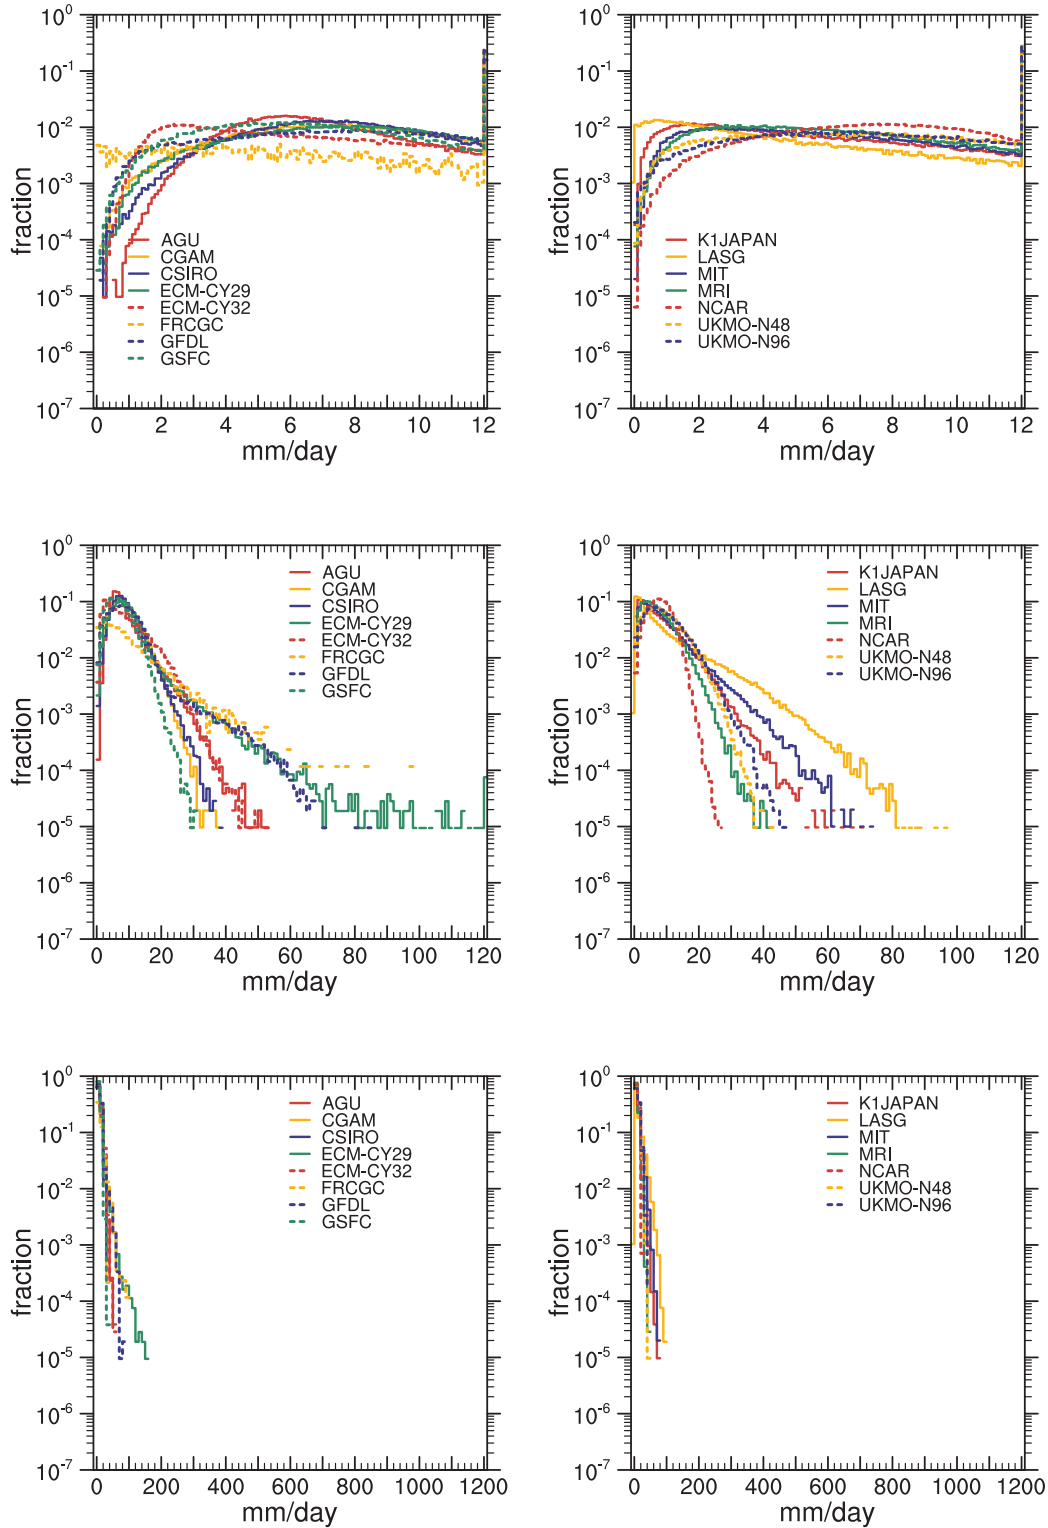 10^0
10^-1
10^-2
10^-3
10^-4
10^-5
10^-6
10^-7
fraction
AGU
CGAM
CSIRO
ECM-CY29
ECM-CY32
FRCGC
GFDL
GSFC
0 2 4 6 8 10 12
mm/day
10^0
10^-1
10^-2
10^-3
10^-4
10^-5
10^-6
10^-7
fraction
K1JAPAN
LASG
MIT
MRI
NCAR
UKMO-N48
UKMO-N96
0 2 4 6 8 10 12
mm/day
10^0
10^-1
10^-2
10^-3
10^-4
10^-5
10^-6
10^-7
fraction
AGU
CGAM
CSIRO
ECM-CY29
ECM-CY32
FRCGC
GFDL
GSFC
0 20 40 60 80 100 120
mm/day
10^0
10^-1
10^-2
10^-3
10^-4
10^-5
10^-6
10^-7
fraction
K1JAPAN
LASG
MIT
MRI
NCAR
UKMO-N48
UKMO-N96
0 20 40 60 80 100 120
mm/day
10^0
10^-1
10^-2
10^-3
10^-4
10^-5
10^-6
10^-7
fraction
AGU
CGAM
CSIRO
ECM-CY29
ECM-CY32
FRCGC
GFDL
GSFC
0 200 400 600 800 1000 1200
mm/day
10^0
10^-1
10^-2
10^-3
10^-4
10^-5
10^-6
10^-7
fraction
K1JAPAN
LASG
MIT
MRI
NCAR
UKMO-N48
UKMO-N96
0 200 400 600 800 1000 1200
mm/day